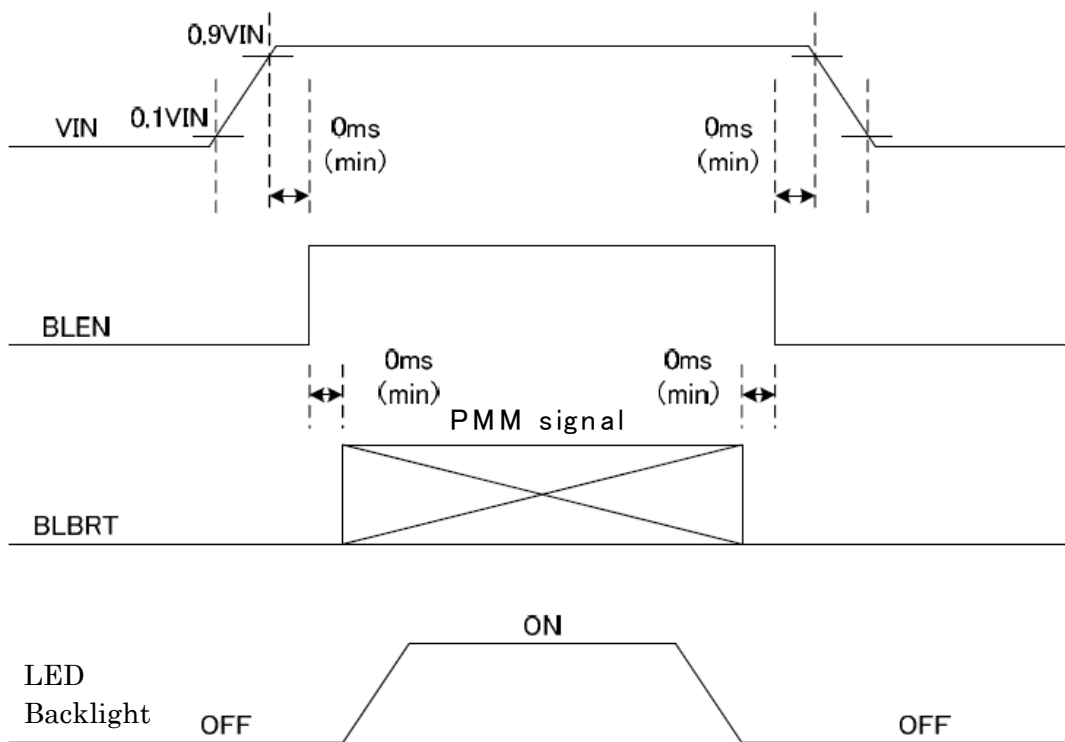 0.9VIN
0.1VIN
VIN
0ms
(min)
0ms
(min)
BLEN
0ms
(min)
0ms
(min)
PMM signal
BLBRT
ON
LED
Backlight
OFF
OFF